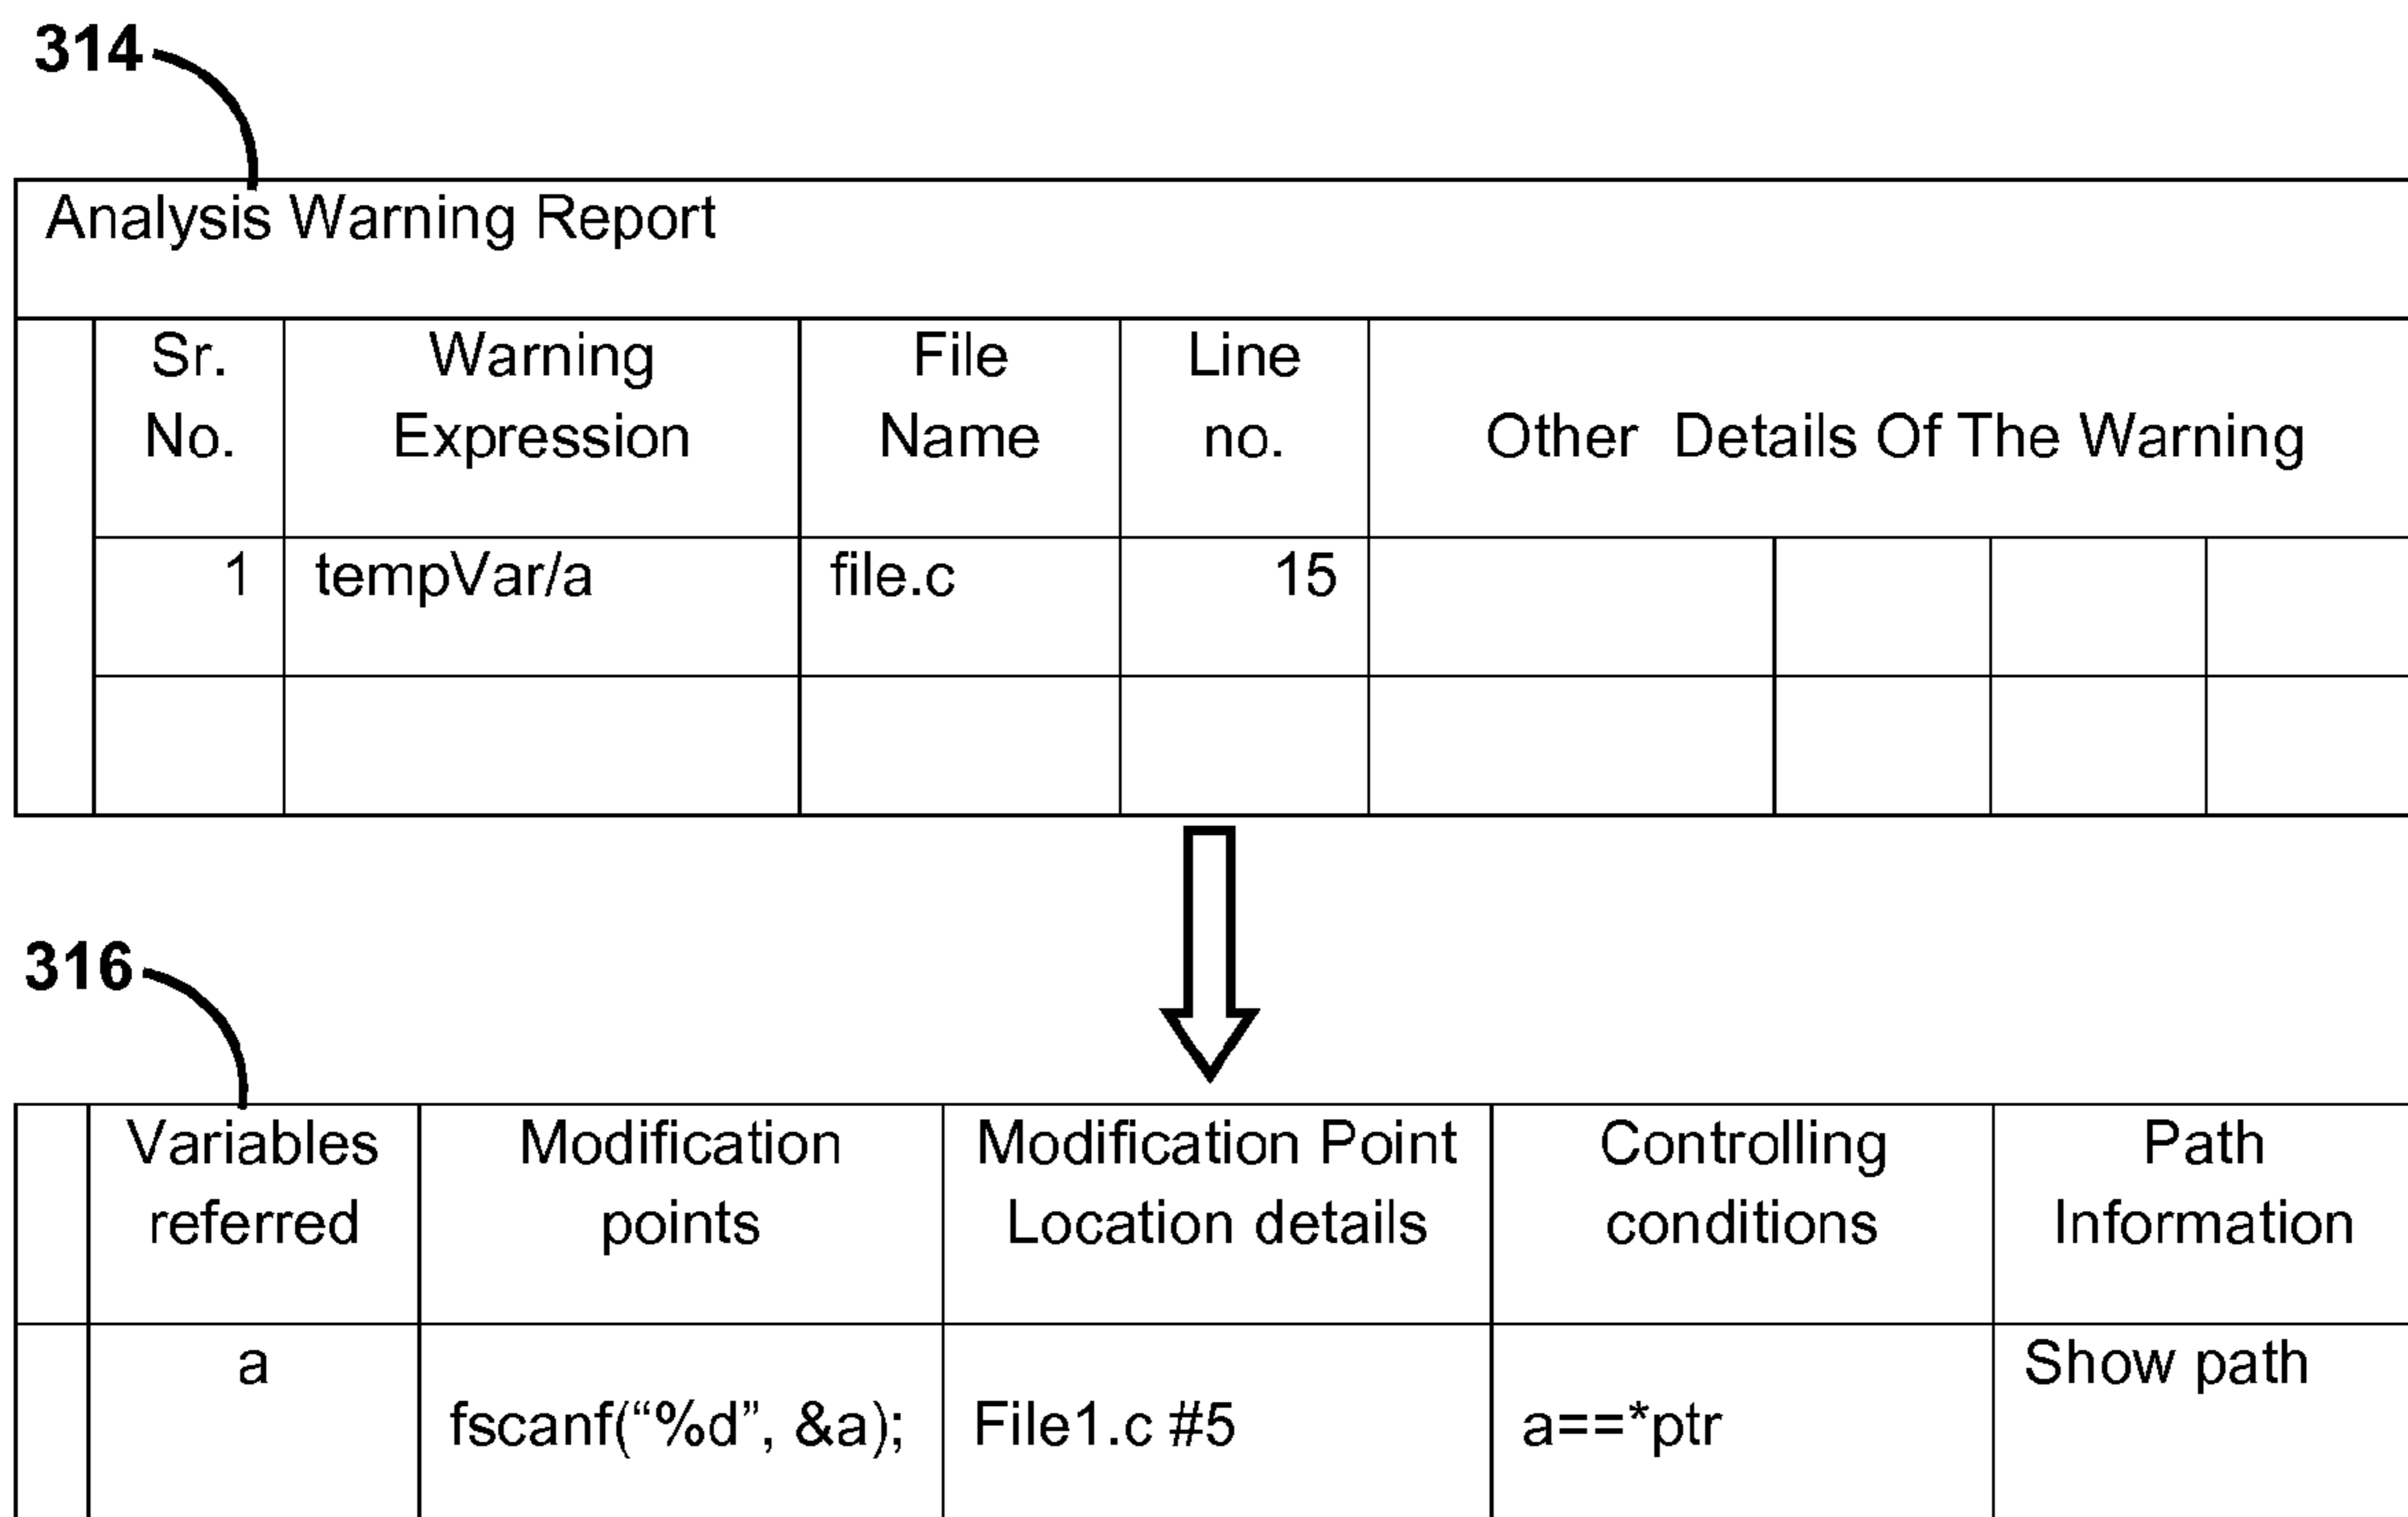 314
Analysis Warning Report
Sr. No. Warning Expression File Name Line no. Other Details Of The Warning
1 tempVar/a file.c 15
316
Variables referred Modification points Modification Point Location details Controlling conditions Path Information
a fscanf(“%d”, &a); File1.c #5 a==*ptr Show path